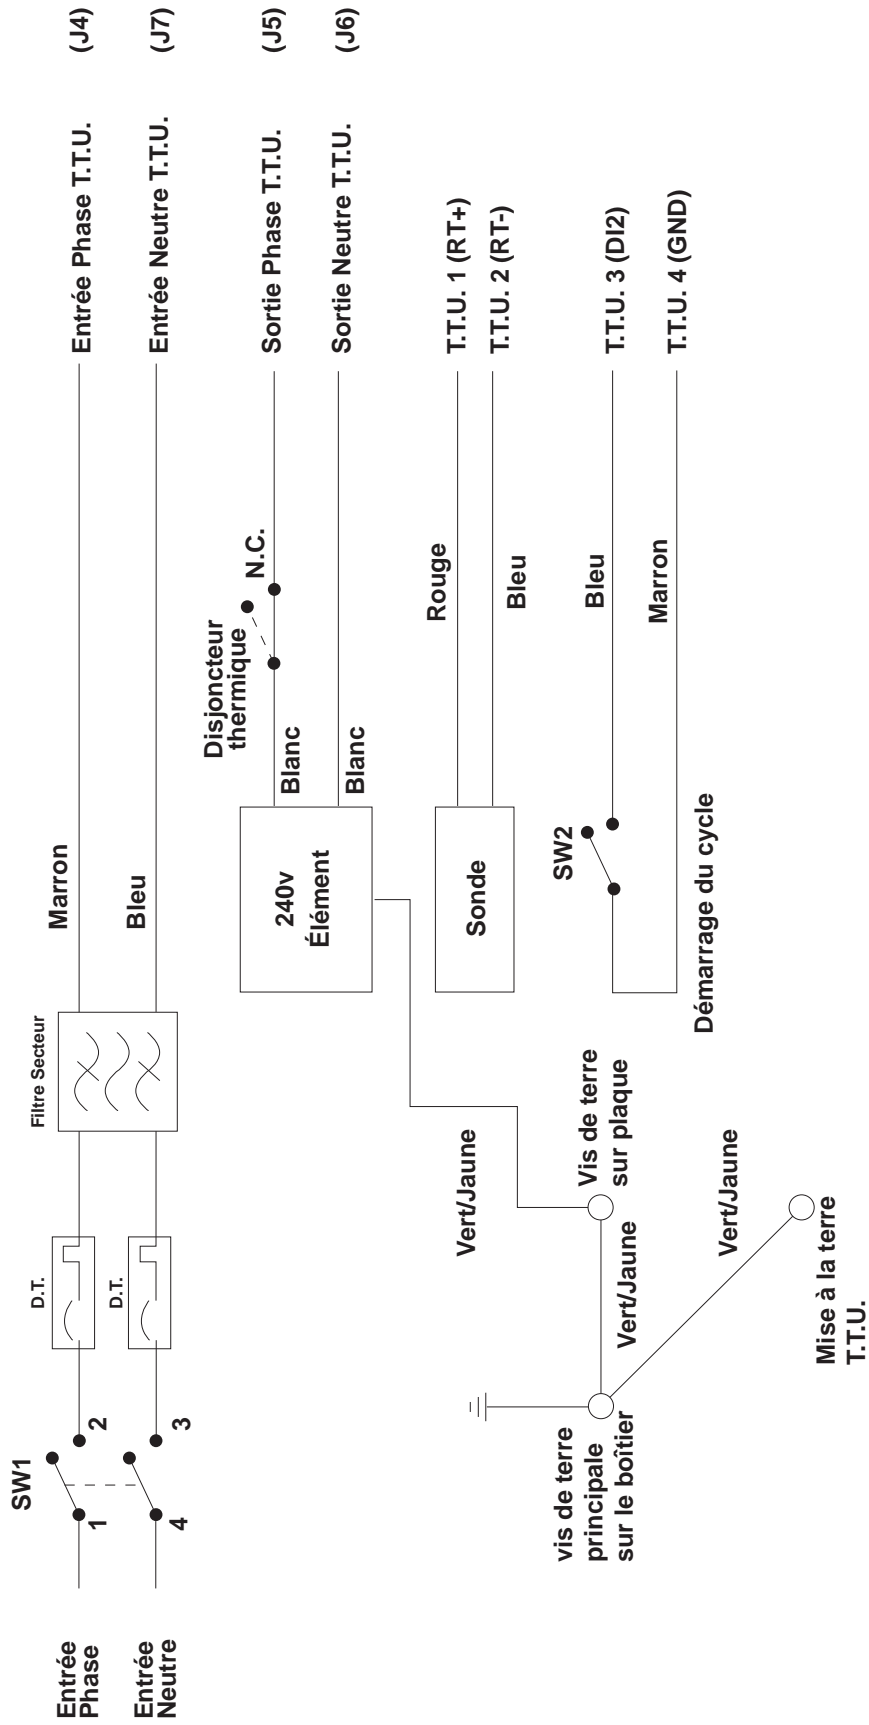 Entrée
Phase
SW1
1
2
D.T.
Filtre Secteur
Marron
Entrée Phase T.T.U.
(J4)
Entrée
Neutre
4
3
D.T.
Bleu
Entrée Neutre T.T.U.
(J7)
240v
Élément
Blanc
Disjoncteur
thermique
N.C.
Sortie Phase T.T.U.
(J5)
Blanc
Sortie Neutre T.T.U.
(J6)
Sonde
Rouge
T.T.U. 1 (RT+)
Bleu
T.T.U. 2 (RT-)
SW2
Bleu
T.T.U. 3 (DI2)
Marron
T.T.U. 4 (GND)
Démarrage du cycle
Vert/Jaune
Vis de terre
sur plaque
Vert/Jaune
vis de terre
principale
sur le boîtier
Vert/Jaune
Mise à la terre
T.T.U.